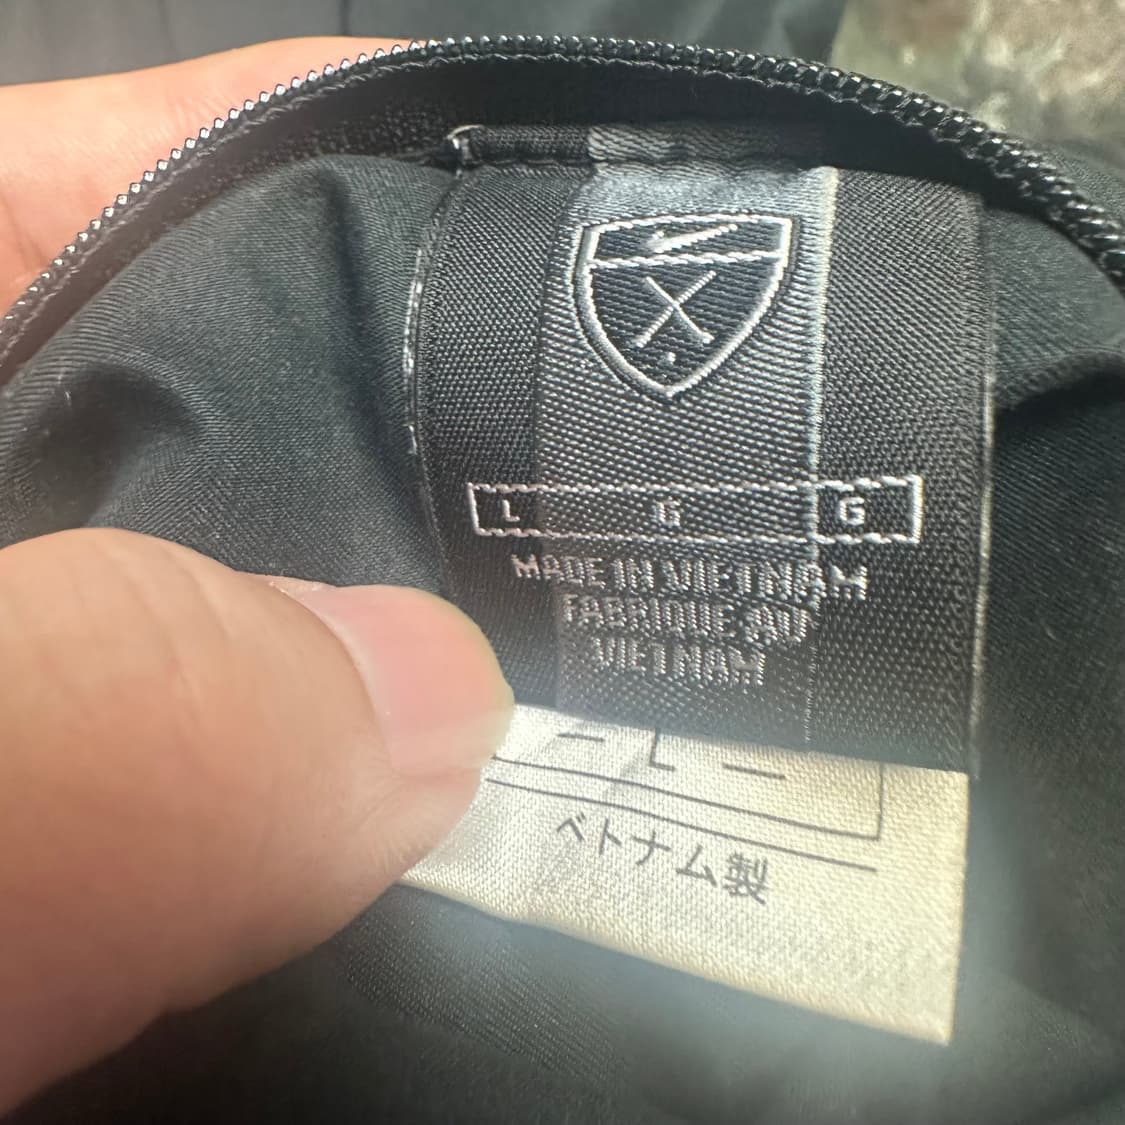 L G G
MADE IN VIETNAM
FABRIQUE AU
VIETNAM
— L —
ベトナム製